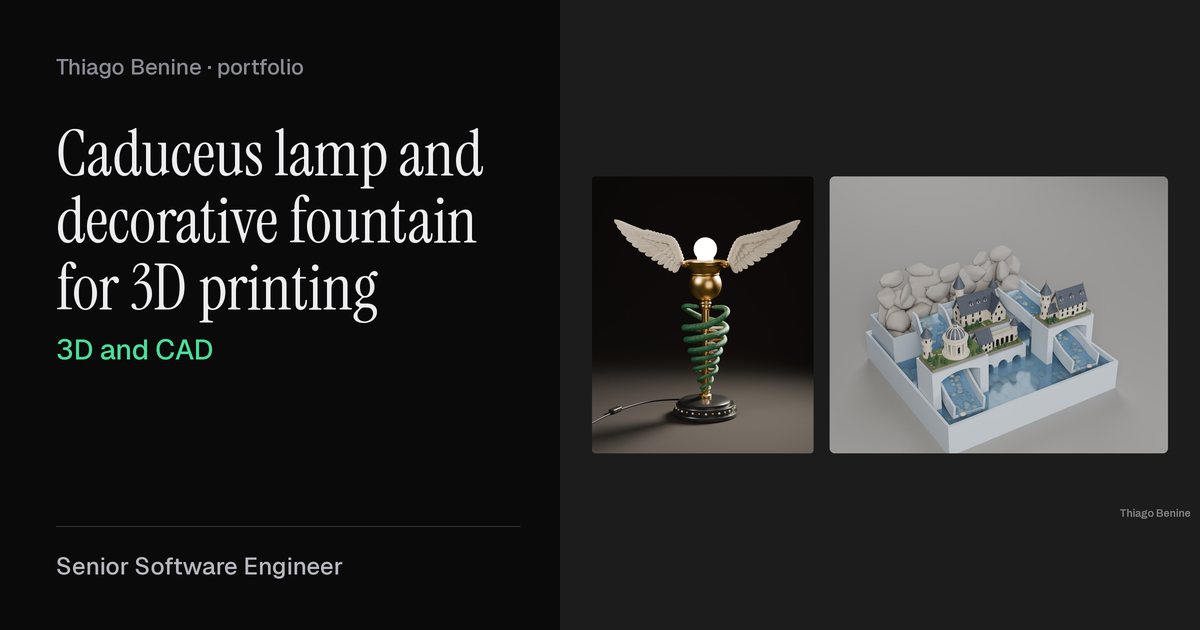 Thiago Benine · portfolio
Caduceus lamp and
decorative fountain
for 3D printing
3D and CAD
Senior Software Engineer
Thiago Benine